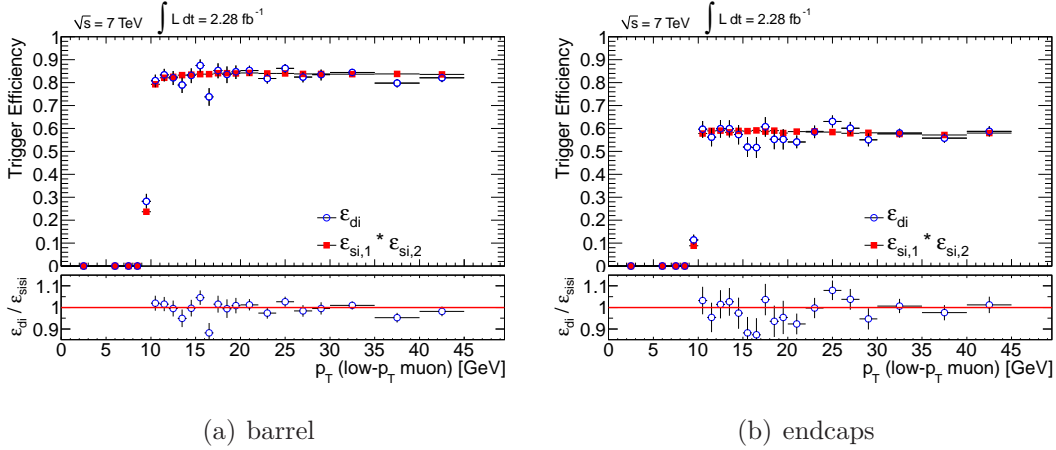 √s = 7 TeV ∫ L dt = 2.28 fb⁻¹
Trigger Efficiency
1
0.9
0.8
0.7
0.6
0.5
0.4
0.3
0.2
0.1
0
ε_di
ε_si,1 * ε_si,2
ε_di / ε_sisi
1.1
1
0.9
0 5 10 15 20 25 30 35 40 45
p_T (low-p_T muon) [GeV]
(a) barrel
√s = 7 TeV ∫ L dt = 2.28 fb⁻¹
Trigger Efficiency
1
0.9
0.8
0.7
0.6
0.5
0.4
0.3
0.2
0.1
0
ε_di
ε_si,1 * ε_si,2
ε_di / ε_sisi
1.1
1
0.9
0 5 10 15 20 25 30 35 40 45
p_T (low-p_T muon) [GeV]
(b) endcaps